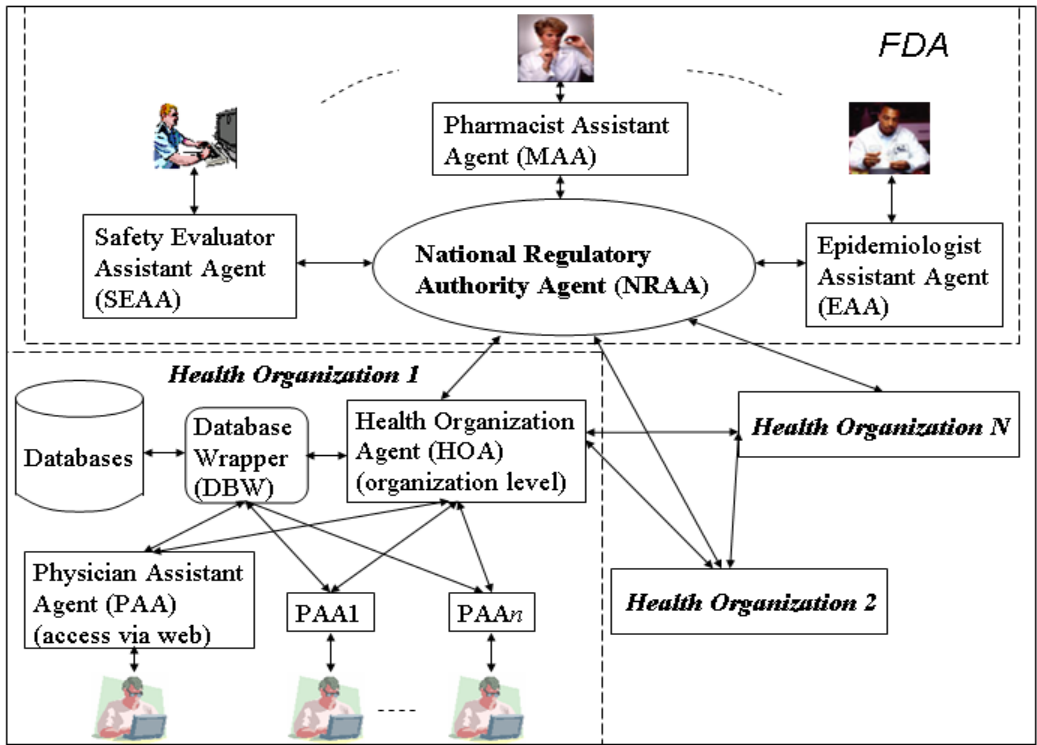 FDA
Pharmacist Assistant
Agent (MAA)
Safety Evaluator
Assistant Agent
(SEAA)
National Regulatory
Authority Agent (NRAA)
Epidemiologist
Assistant Agent
(EAA)
Health Organization 1
Databases
Database
Wrapper
(DBW)
Health Organization
Agent (HOA)
(organization level)
Health Organization N
Physician Assistant
Agent (PAA)
(access via web)
PAA1
PAAn
Health Organization 2